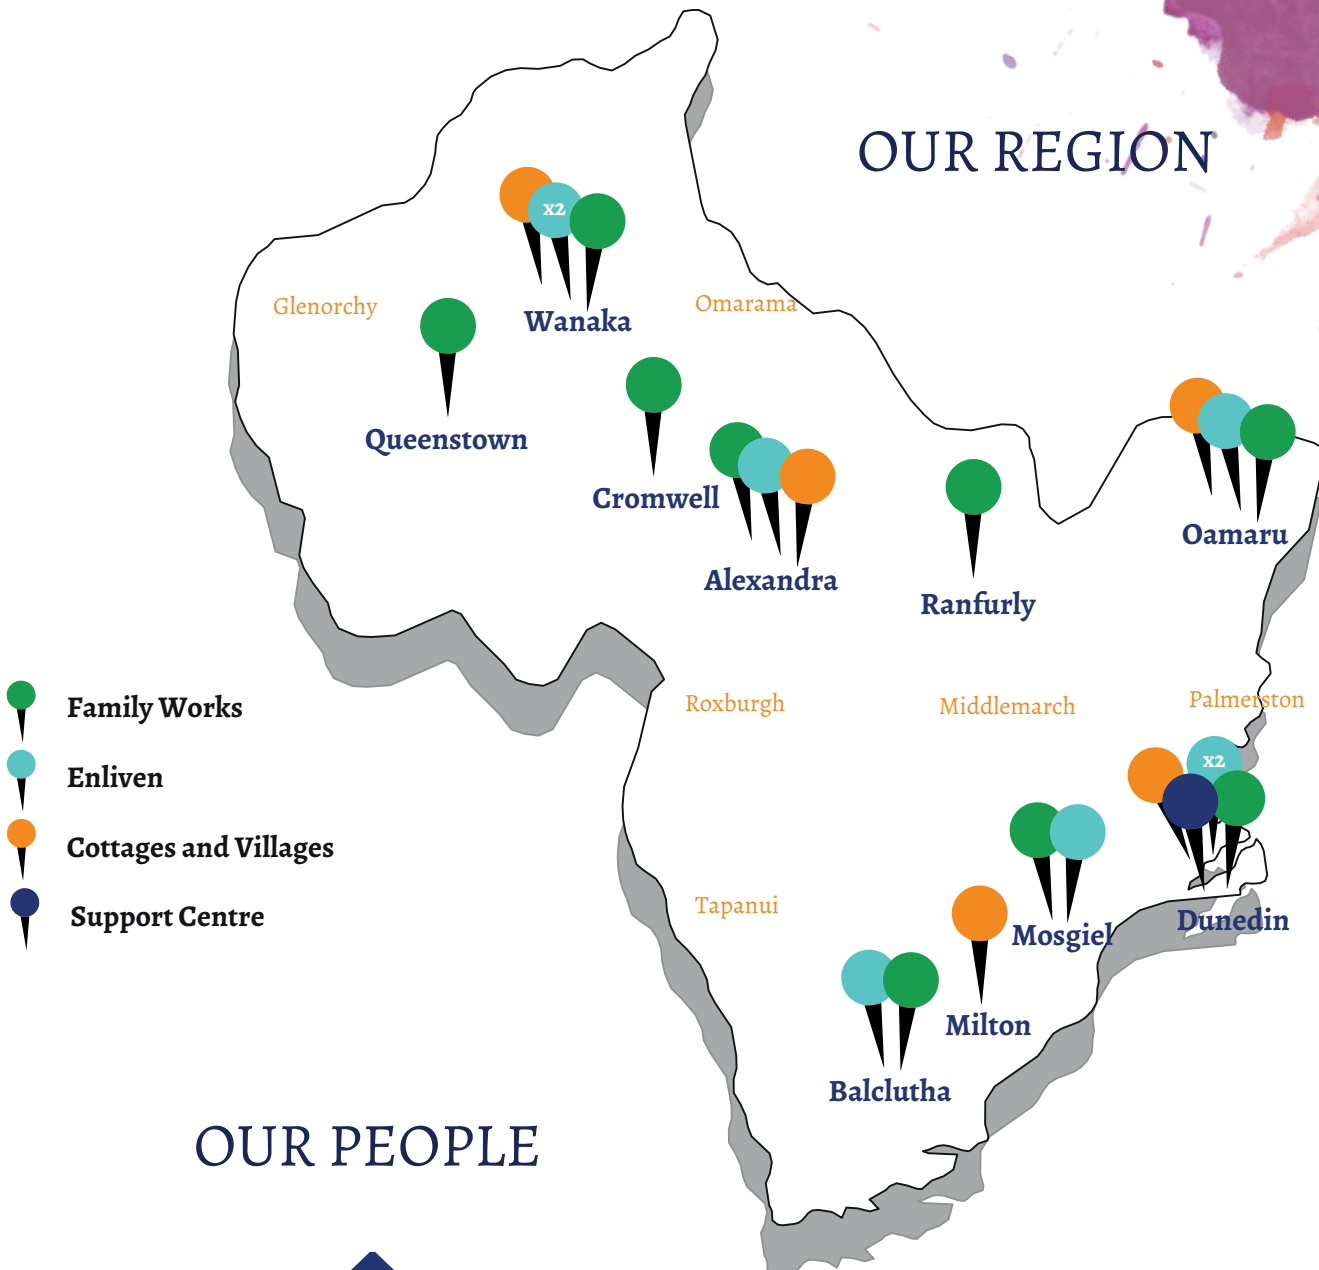 OUR REGION
x2
Glenorchy
Wanaka
Omarama
Queenstown
Cromwell
Alexandra
Oamaru
Ranfurly
Family Works
Roxburgh
Middlemarch
Palmerston
x2
Enliven
Cottages and Villages
Tapanui
Support Centre
Mosgiel
Dunedin
Milton
Balclutha
OUR PEOPLE